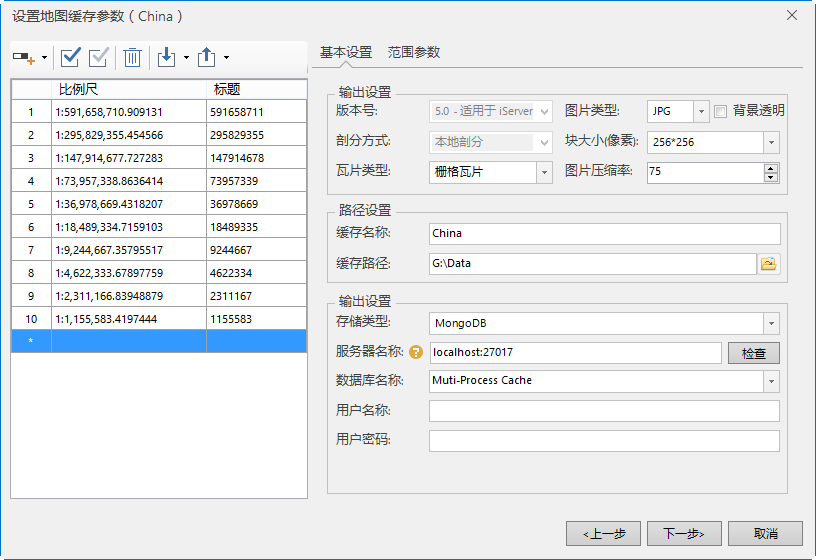 设置地图缓存参数（China）
基本设置 范围参数
比例尺 标题
1 1:591,658,710.909131 591658711
2 1:295,829,355.454566 295829355
3 1:147,914,677.727283 147914678
4 1:73,957,338.8636414 73957339
5 1:36,978,669.4318207 36978669
6 1:18,489,334.7159103 18489335
7 1:9,244,667.35795517 9244667
8 1:4,622,333.67897759 4622334
9 1:2,311,166.83948879 2311167
10 1:1,155,583.4197444 1155583
*
输出设置
版本号: 5.0 - 适用于 iServer 图片类型: JPG 背景透明
剖分方式: 本地剖分 块大小(像素): 256*256
瓦片类型: 栅格瓦片 图片压缩率: 75
路径设置
缓存名称: China
缓存路径: G:\Data
输出设置
存储类型: MongoDB
服务器名称: ? localhost:27017 检查
数据库名称: Muti-Process Cache
用户名称:
用户密码:
<上一步 下一步> 取消